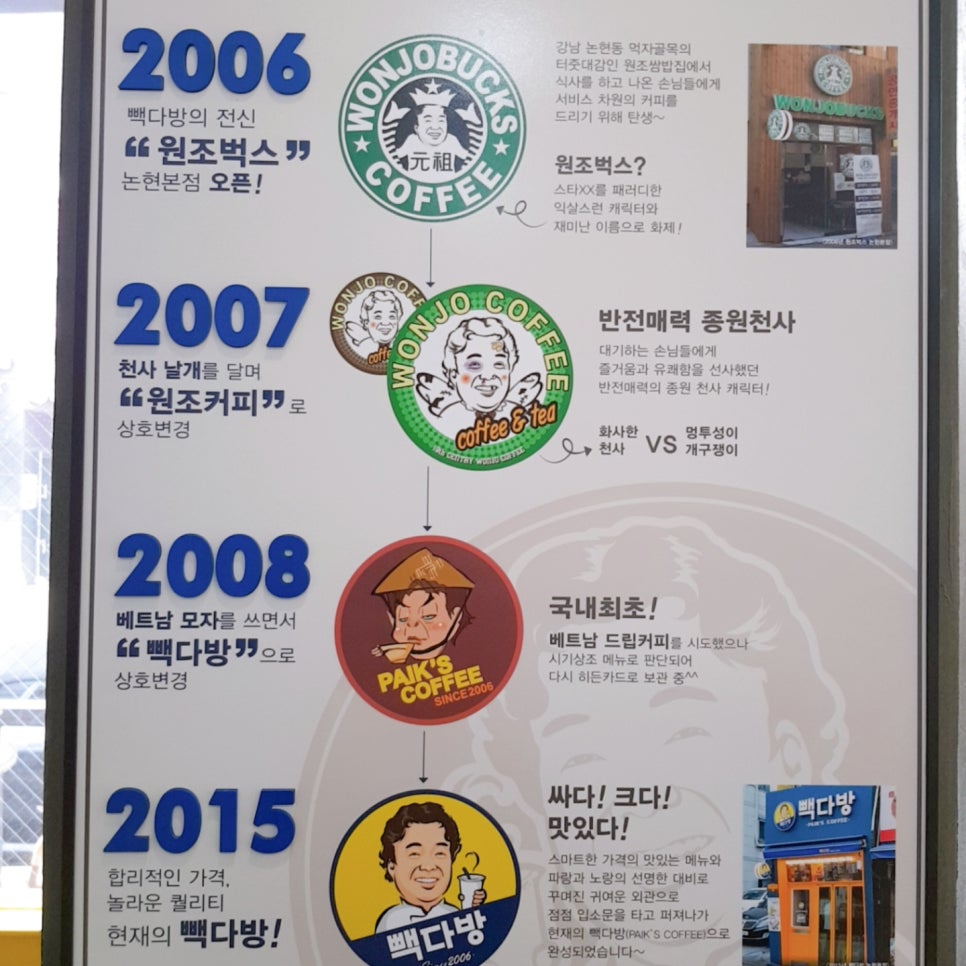 2006
빽다방의 전신
“원조벅스”
논현본점 오픈!
WONJOBUCKS
元祖
COFFEE
강남 논현동 먹자골목의
터줏대감인 원조쌈밥집에서
식사를 하고 나온 손님들에게
서비스 차원의 커피를
드리기 위해 탄생~
원조벅스?
스타XX를 패러디한
익살스런 캐릭터와
재미난 이름으로 화제!
WONJOBUCKS
2007
천사 날개를 달며
“원조커피”로
상호변경
WONJO COFF
coffe
WONJO COFFEE
coffee & tea
반전매력 종원천사
대기하는 손님들에게
즐거움과 유쾌함을 선사했던
반전매력의 종원 천사 캐릭터!
화사한
천사
VS
멍투성이
개구쟁이
2008
베트남 모자를 쓰면서
“빽다방”으로
상호변경
PAIK'S
COFFEE
SINCE 2006
국내최초!
베트남 드립커피를 시도했으나
시기상조 메뉴로 판단되어
다시 히든카드로 보관 중^^
2015
합리적인 가격,
놀라운 퀄리티
현재의 빽다방!
빽다방
Since 2006
싸다! 크다!
맛있다!
스마트한 가격의 맛있는 메뉴와
파랑과 노랑의 선명한 대비로
꾸며진 귀여운 외관으로
점점 입소문을 타고 퍼져나가
현재의 빽다방(PAIK`S COFFEE)으로
완성되었습니다~
빽다방
PAIK'S COFFEE